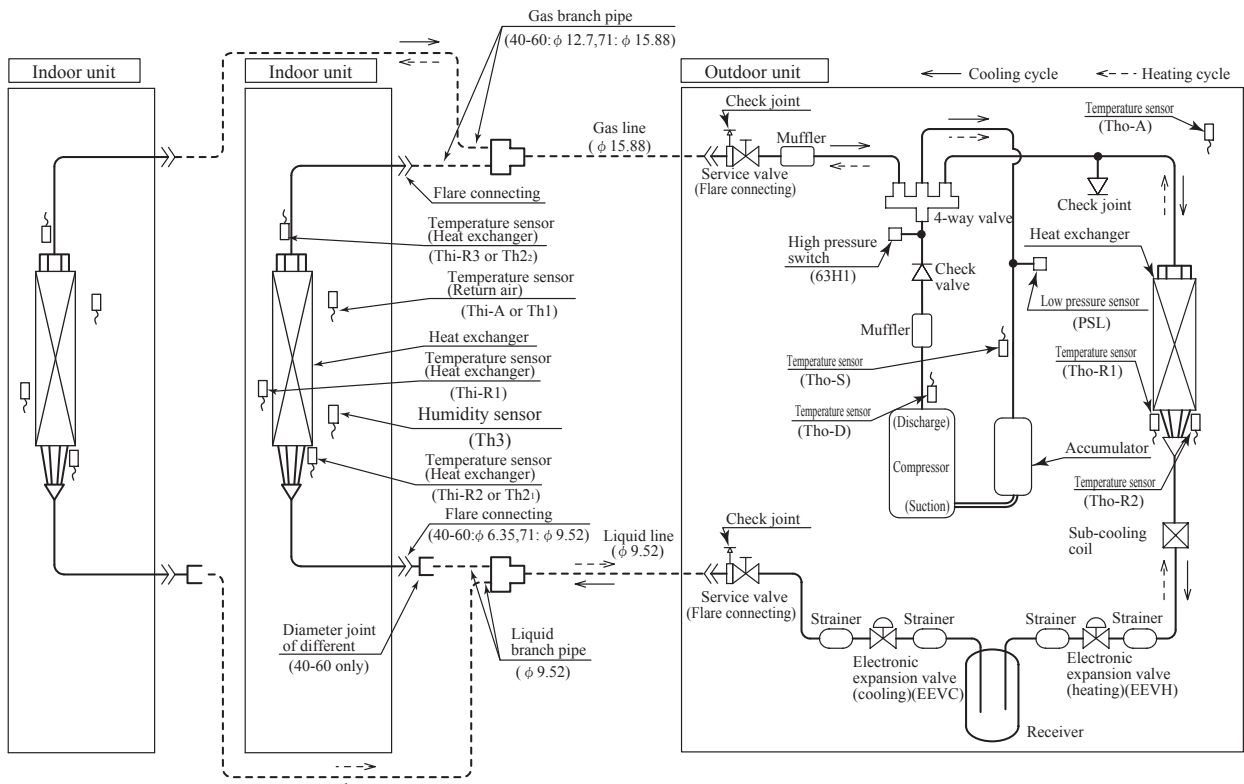 Gas branch pipe
(40-60:φ 12.7,71: φ 15.88)
Indoor unit
Indoor unit
Outdoor unit
Cooling cycle
Heating cycle
Check joint
Temperature sensor
(Tho-A)
Muffler
Gas line
(φ 15.88)
Service valve
(Flare connecting)
Flare connecting
4-way valve
Check joint
Temperature sensor
(Heat exchanger)
(Thi-R3 or Th2₂)
High pressure
switch
(63H1)
Heat exchanger
Temperature sensor
(Return air)
(Thi-A or Th1)
Check
valve
Low pressure sensor
(PSL)
Muffler
Heat exchanger
Temperature sensor
(Heat exchanger)
(Thi-R1)
Temperature sensor
(Tho-S)
Temperature sensor
(Tho-R1)
Humidity sensor
(Th3)
Temperature sensor
(Tho-D)
(Discharge)
Compressor
(Suction)
Accumulator
Temperature sensor
(Heat exchanger)
(Thi-R2 or Th2₁)
Temperature sensor
(Tho-R2)
Flare connecting
(40-60:φ 6.35,71: φ 9.52)
Liquid line
(φ 9.52)
Check joint
Sub-cooling
coil
Service valve
(Flare connecting)
Diameter joint
of different
(40-60 only)
Liquid
branch pipe
( φ 9.52)
Strainer
Strainer
Strainer
Strainer
Electronic
expansion valve
(cooling)(EEVC)
Electronic
expansion valve
(heating)(EEVH)
Receiver